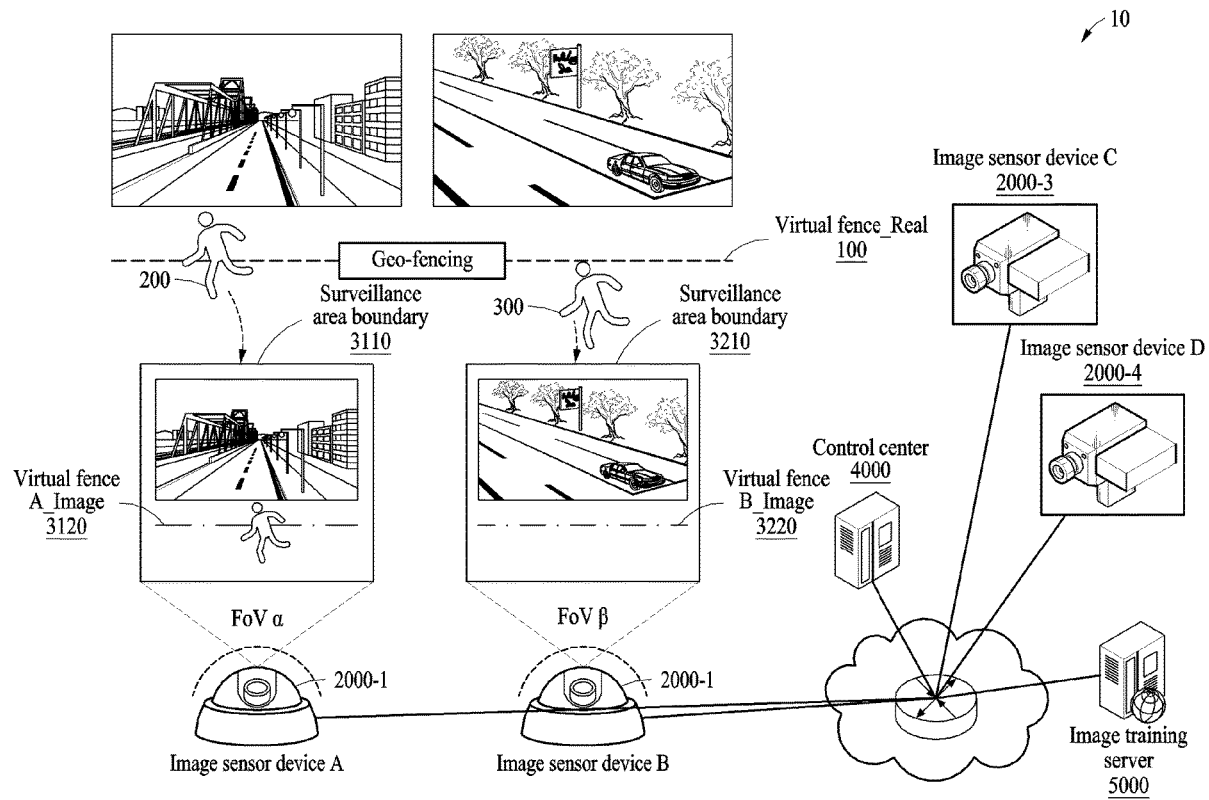 10
Image sensor device C
2000-3
Virtual fence_Real
100
Geo-fencing
200
300
Surveillance
area boundary
3110
Surveillance
area boundary
3210
Image sensor device D
2000-4
Control center
4000
Virtual fence
A_Image
3120
Virtual fence
B_Image
3220
FoV α
FoV β
2000-1
2000-1
Image sensor device A
Image sensor device B
Image training
server
5000